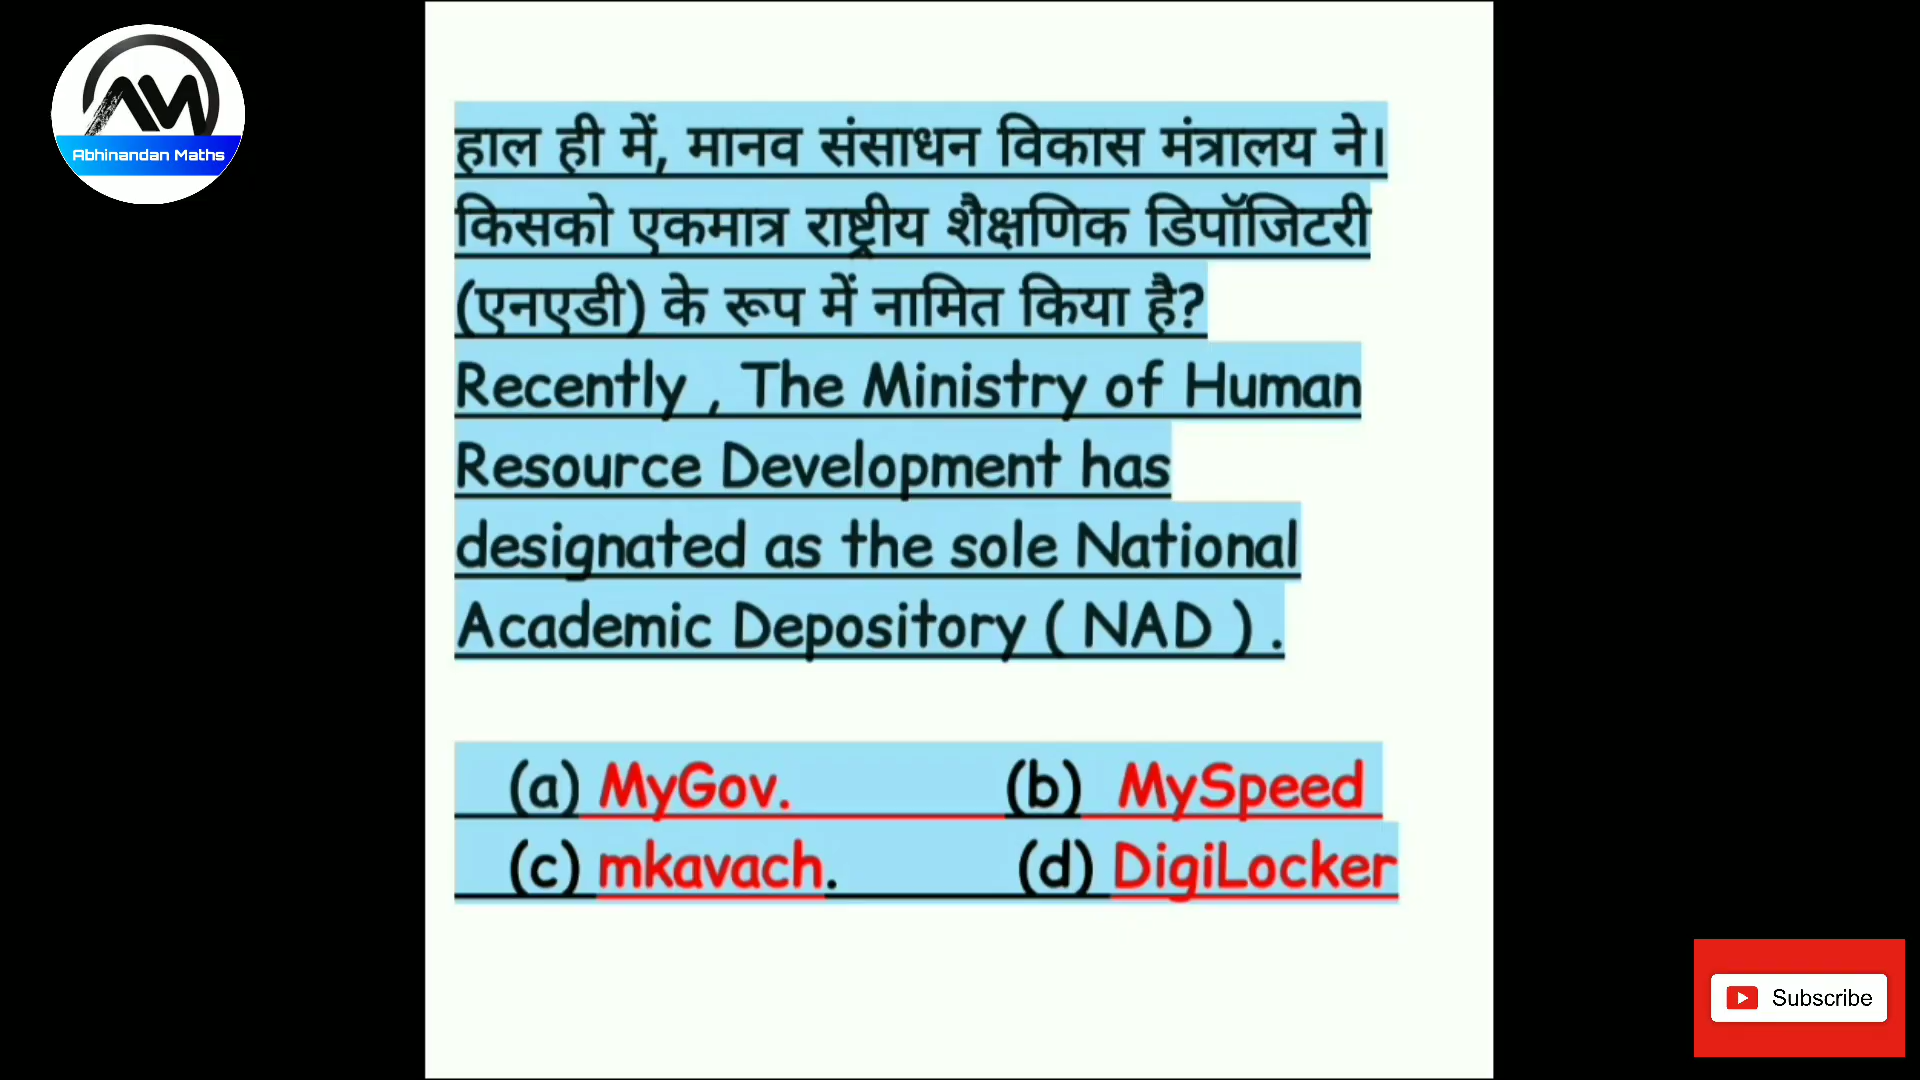 Abhinandan Maths
हाल ही में, मानव संसाधन विकास मंत्रालय ने।
किसको एकमात्र राष्ट्रीय शैक्षणिक डिपॉजिटरी
(एनएडी) के रूप में नामित किया है?
Recently , The Ministry of Human
Resource Development has
designated as the sole National
Academic Depository ( NAD ) .
(a) MyGov. (b) MySpeed
(c) mkavach. (d) DigiLocker
Subscribe